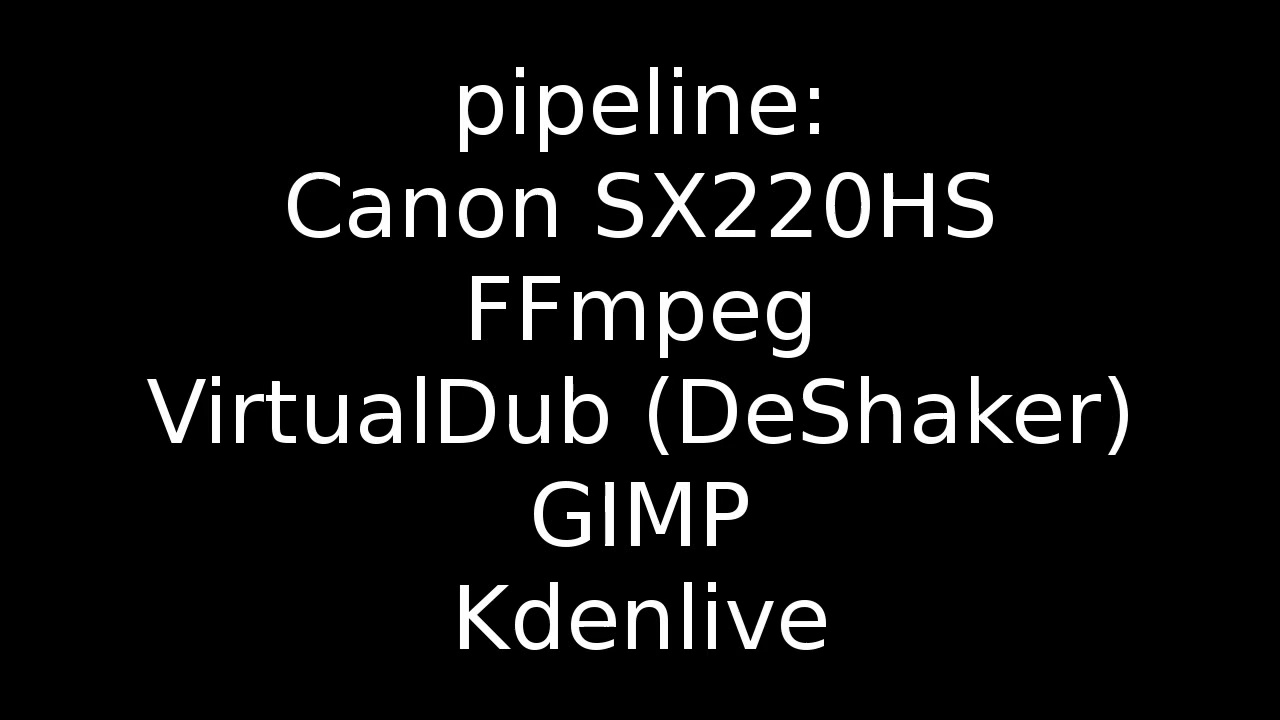 pipeline:
Canon SX220HS
FFmpeg
VirtualDub (DeShaker)
GIMP
Kdenlive